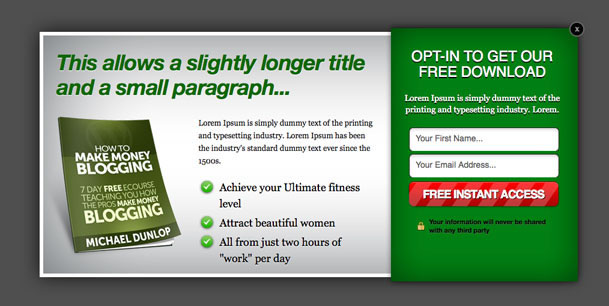 This allows a slightly longer title
and a small paragraph...
HOW TO
MAKE MONEY
BLOGGING
7 DAY FREE ECOURSE
TEACHING YOU HOW
THE PROS MAKE MONEY
BLOGGING
MICHAEL DUNLOP
Lorem Ipsum is simply dummy text of the printing
and typesetting industry. Lorem Ipsum has been
the industry's standard dummy text ever since the
1500s.
Achieve your Ultimate fitness
level
Attract beautiful women
All from just two hours of
"work" per day
x
OPT-IN TO GET OUR
FREE DOWNLOAD
Lorem Ipsum is simply dummy text of the
printing and typesetting industry. Lorem.
Your First Name...
Your Email Address...
FREE INSTANT ACCESS
Your information will never be shared
with any third party